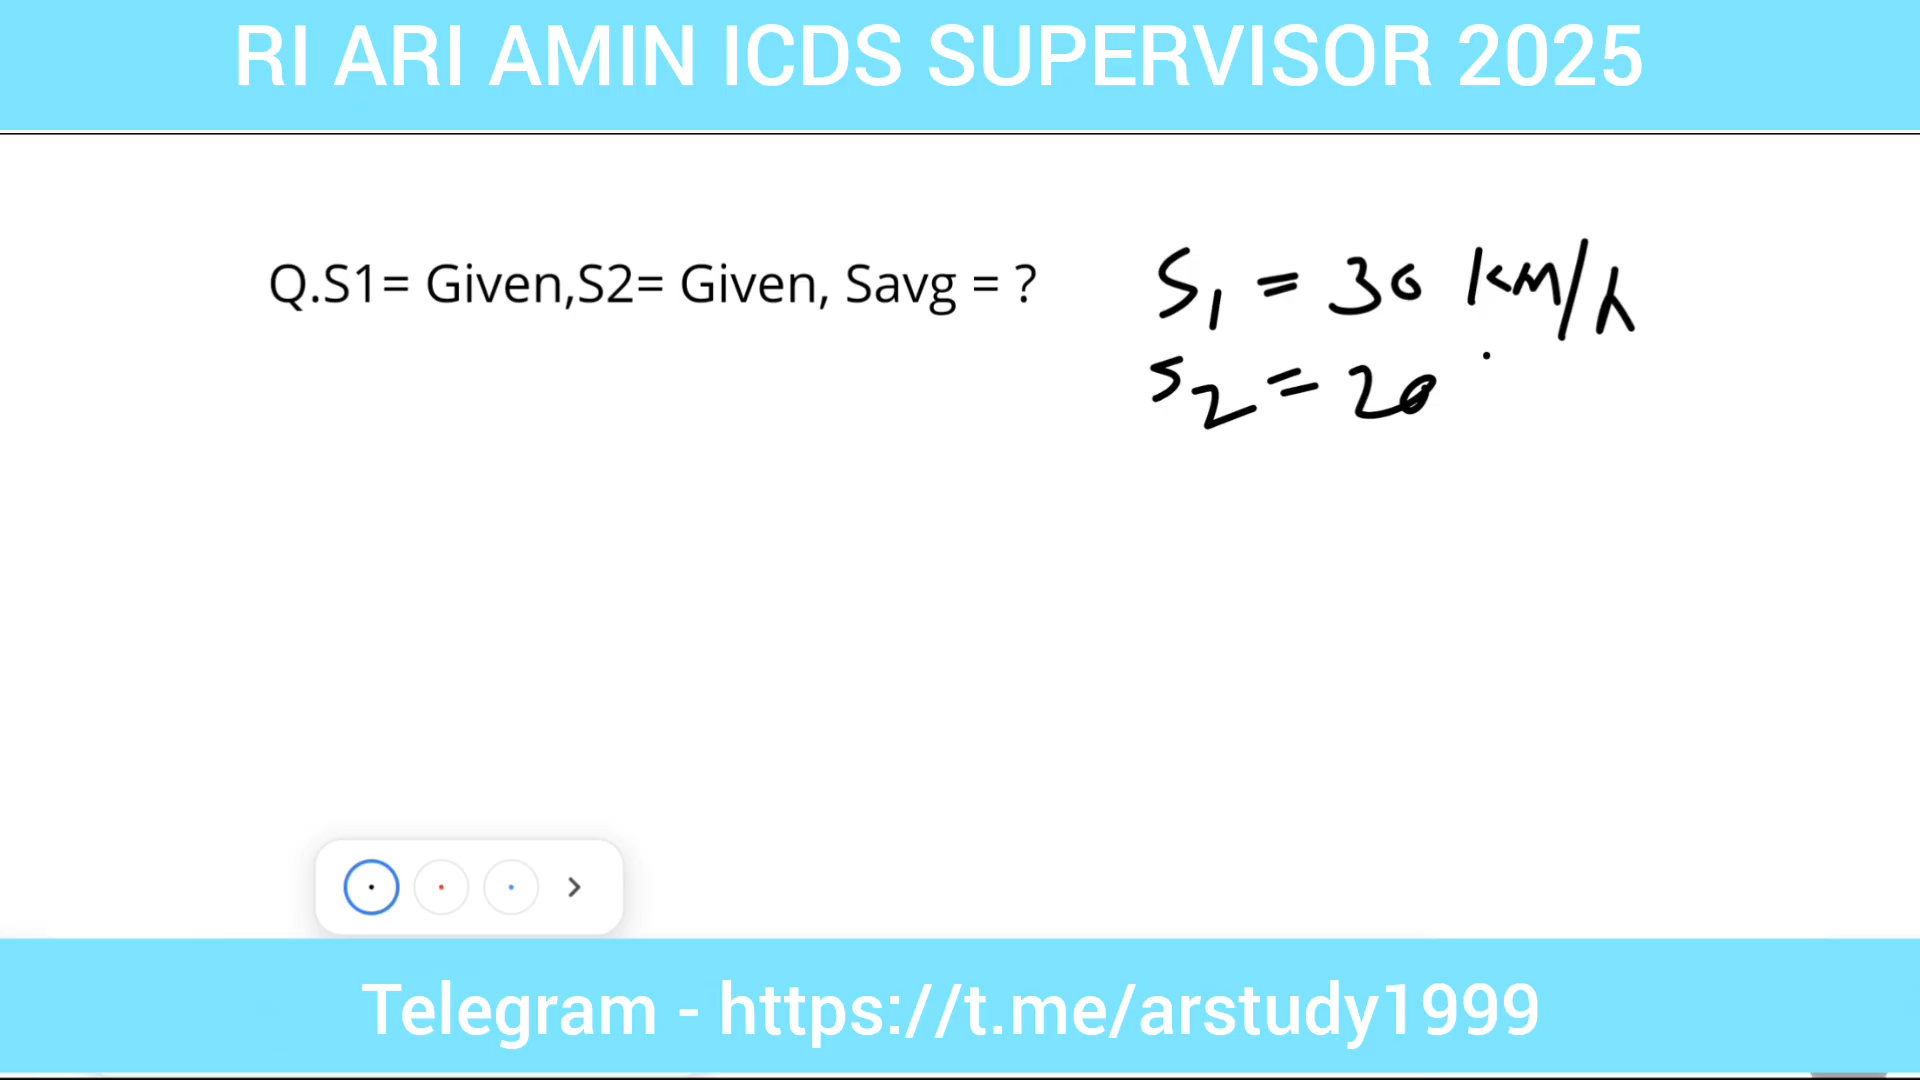 RI ARI AMIN ICDS SUPERVISOR 2025
Q.S1= Given,S2= Given, Savg = ?
S₁ = 30 KM/h
S₂ = 20
Telegram - https://t.me/arstudy1999